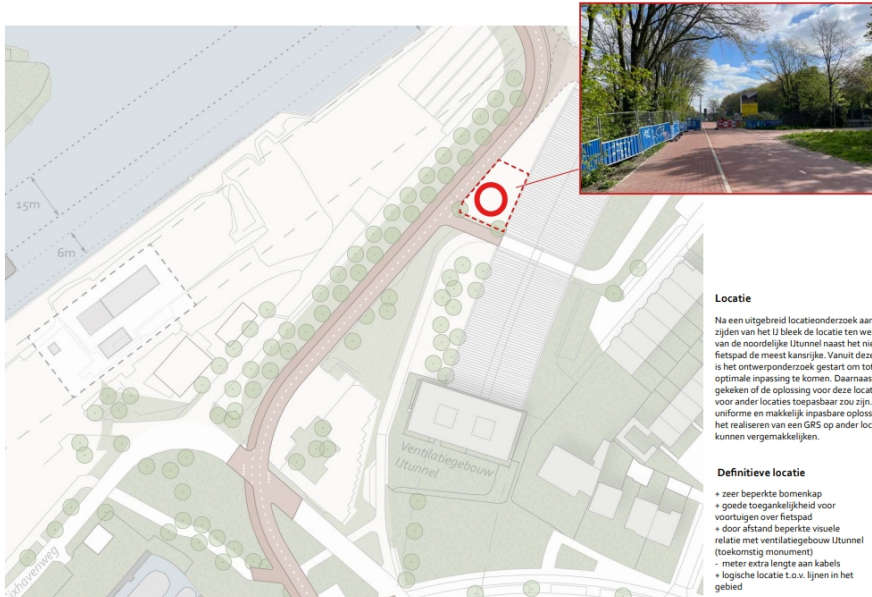 15m
6m
Ventilatiegebouw
IJtunnel
ixhavenweg
Locatie
Na een uitgebreid locatieonderzoek aan
zijden van het IJ bleek de locatie ten we
van de noordelijke IJtunnel naast het nie
fietspad de meest kansrijke. Vanuit deze
is het ontwerponderzoek gestart om tot
optimale inpassing te komen. Daarnaas
gekeken of de oplossing voor deze locat
voor ander locaties toepasbaar zou zijn.
uniforme en makkelijk inpasbare oploss
het realiseren van een GRS op ander loc
kunnen vergemakkelijken.
Definitieve locatie
+ zeer beperkte bomenkap
+ goede toegankelijkheid voor
voortuigen over fietspad
+ door afstand beperkte visuele
relatie met ventilatiegebouw IJtunnel
(toekomstig monument)
- meter extra lengte aan kabels
+ logische locatie t.o.v. lijnen in het
gebied